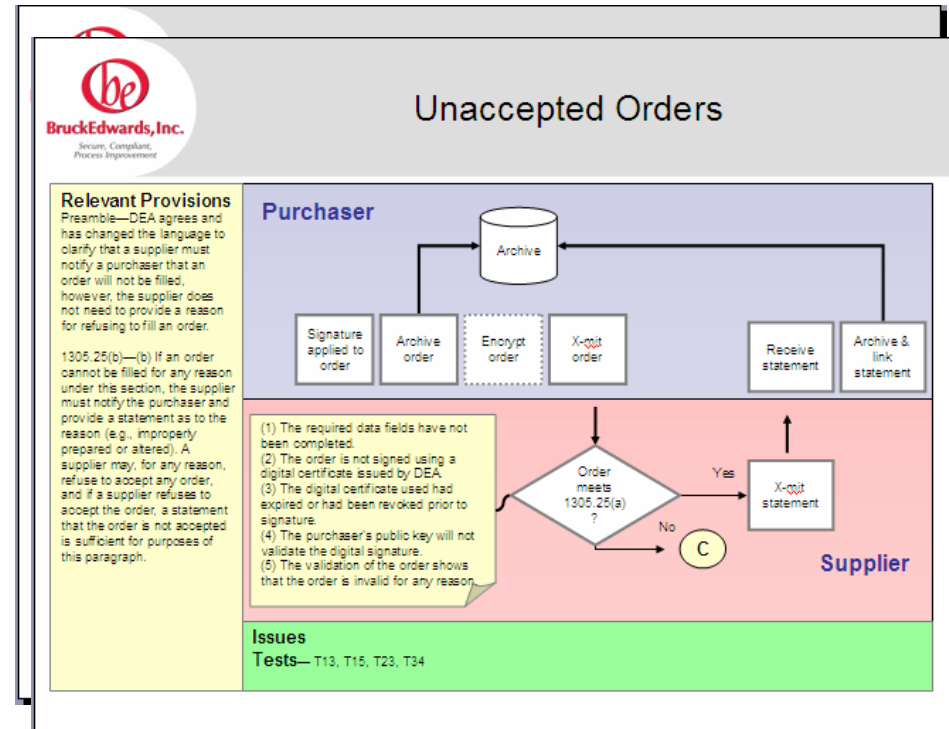 be
BruckEdwards, Inc.
Secure, Compliant,
Process Improvement
Unaccepted Orders
Relevant Provisions
Preamble—DEA agrees and
has changed the language to
clarify that a supplier must
notify a purchaser that an
order will not be filled,
however, the supplier does
not need to provide a reason
for refusing to fill an order.
1305.25(b)—(b) If an order
cannot be filled for any reason
under this section, the supplier
must notify the purchaser and
provide a statement as to the
reason (e.g., improperly
prepared or altered). A
supplier may, for any reason,
refuse to accept any order,
and if a supplier refuses to
accept the order, a statement
that the order is not accepted
is sufficient for purposes of
this paragraph.
Purchaser
Archive
Signature
applied to
order
Archive
order
Encrypt
order
X-mit
order
Receive
statement
Archive &
link
statement
(1) The required data fields have not
been completed.
(2) The order is not signed using a
digital certificate issued by DEA.
(3) The digital certificate used had
expired or had been revoked prior to
signature.
(4) The purchaser's public key will not
validate the digital signature.
(5) The validation of the order shows
that the order is invalid for any reason.
Order
meets
1305.25(a)
?
Yes
No
C
X-mit
statement
Supplier
Issues
Tests— T13, T15, T23, T34